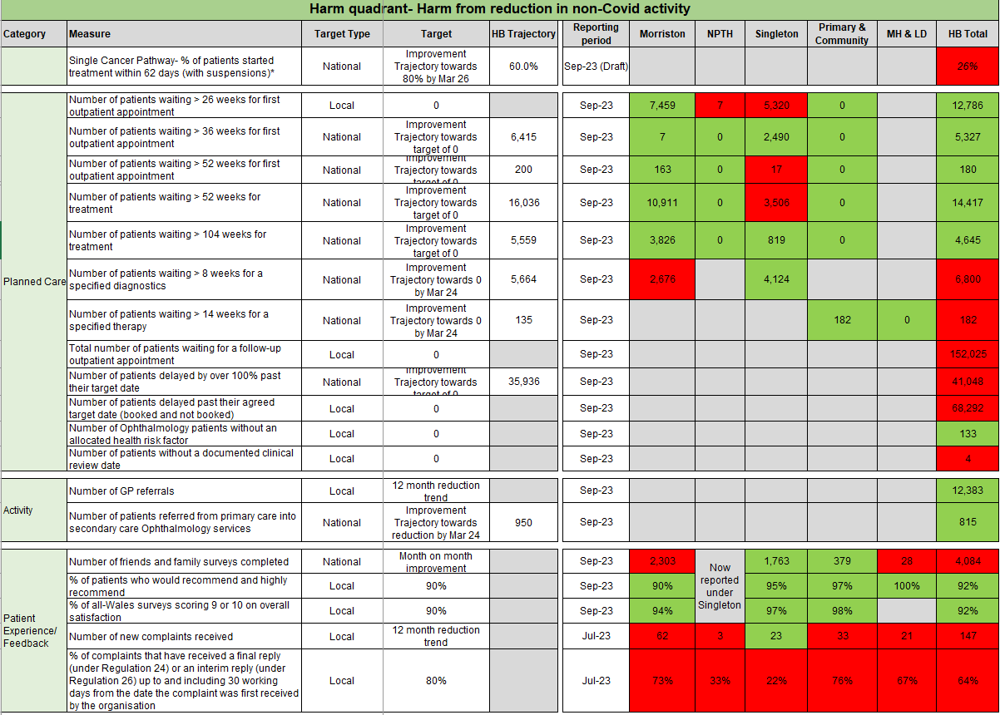 Harm quadrant- Harm from reduction in non-Covid activity
Category Measure Target Type Target HB Trajectory Reporting period Morriston NPTH Singleton Primary & Community MH & LD HB Total
Single Cancer Pathway- % of patients started treatment within 62 days (with suspensions)* National Improvement Trajectory towards 80% by Mar 26 60.0% Sep-23 (Draft) 26%
Planned Care
Number of patients waiting > 26 weeks for first outpatient appointment Local 0 Sep-23 7,459 7 5,320 0 12,786
Number of patients waiting > 36 weeks for first outpatient appointment National Improvement Trajectory towards target of 0 6,415 Sep-23 7 0 2,490 0 5,327
Number of patients waiting > 52 weeks for first outpatient appointment National Improvement Trajectory towards target of 0 200 Sep-23 163 0 17 0 180
Number of patients waiting > 52 weeks for treatment National Improvement Trajectory towards target of 0 16,036 Sep-23 10,911 0 3,506 0 14,417
Number of patients waiting > 104 weeks for treatment National Improvement Trajectory towards target of 0 5,559 Sep-23 3,826 0 819 0 4,645
Number of patients waiting > 8 weeks for a specified diagnostics National Improvement Trajectory towards 0 by Mar 24 5,664 Sep-23 2,676 4,124 6,800
Number of patients waiting > 14 weeks for a specified therapy National Improvement Trajectory towards 0 by Mar 24 135 Sep-23 182 0 182
Total number of patients waiting for a follow-up outpatient appointment Local 0 Sep-23 152,025
Number of patients delayed by over 100% past their target date National Improvement Trajectory towards target of 0 35,936 Sep-23 41,048
Number of patients delayed past their agreed target date (booked and not booked) Local 0 Sep-23 68,292
Number of Ophthalmology patients without an allocated health risk factor Local 0 Sep-23 133
Number of patients without a documented clinical review date Local 0 Sep-23 4
Activity
Number of GP referrals Local 12 month reduction trend Sep-23 12,383
Number of patients referred from primary care into secondary care Ophthalmology services National Improvement Trajectory towards reduction by Mar 24 950 Sep-23 815
Patient Experience/ Feedback
Number of friends and family surveys completed National Month on month improvement Sep-23 2,303 Now reported under Singleton 1,763 379 28 4,084
% of patients who would recommend and highly recommend Local 90% Sep-23 90% 95% 97% 100% 92%
% of all-Wales surveys scoring 9 or 10 on overall satisfaction Local 90% Sep-23 94% 97% 98% 92%
Number of new complaints received Local 12 month reduction trend Jul-23 62 3 23 33 21 147
% of complaints that have received a final reply (under Regulation 24) or an interim reply (under Regulation 26) up to and including 30 working days from the date the complaint was first received by the organisation Local 80% Jul-23 73% 33% 22% 76% 67% 64%